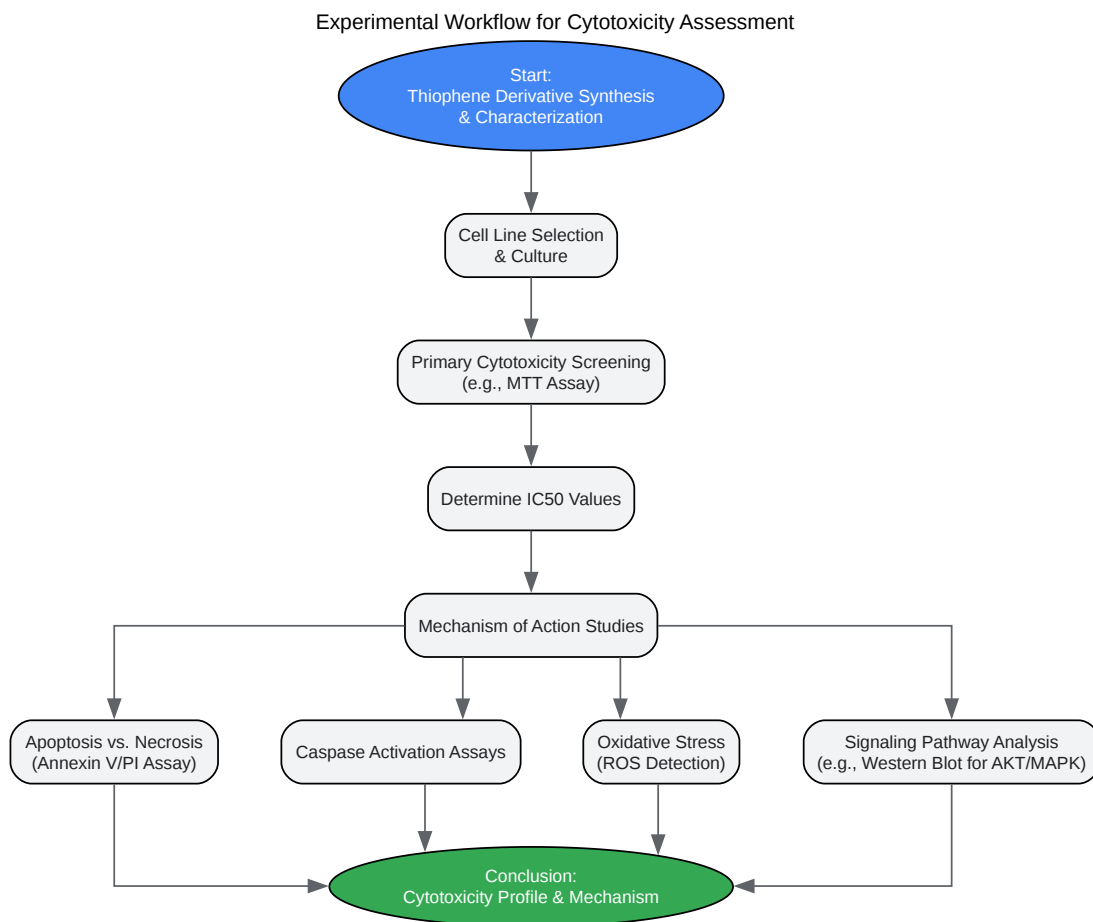 Experimental Workflow for Cytotoxicity Assessment
Start:
Thiophene Derivative Synthesis
& Characterization
Cell Line Selection
& Culture
Primary Cytotoxicity Screening
(e.g., MTT Assay)
Determine IC50 Values
Mechanism of Action Studies
Apoptosis vs. Necrosis
(Annexin V/PI Assay)
Caspase Activation Assays
Oxidative Stress
(ROS Detection)
Signaling Pathway Analysis
(e.g., Western Blot for AKT/MAPK)
Conclusion:
Cytotoxicity Profile & Mechanism